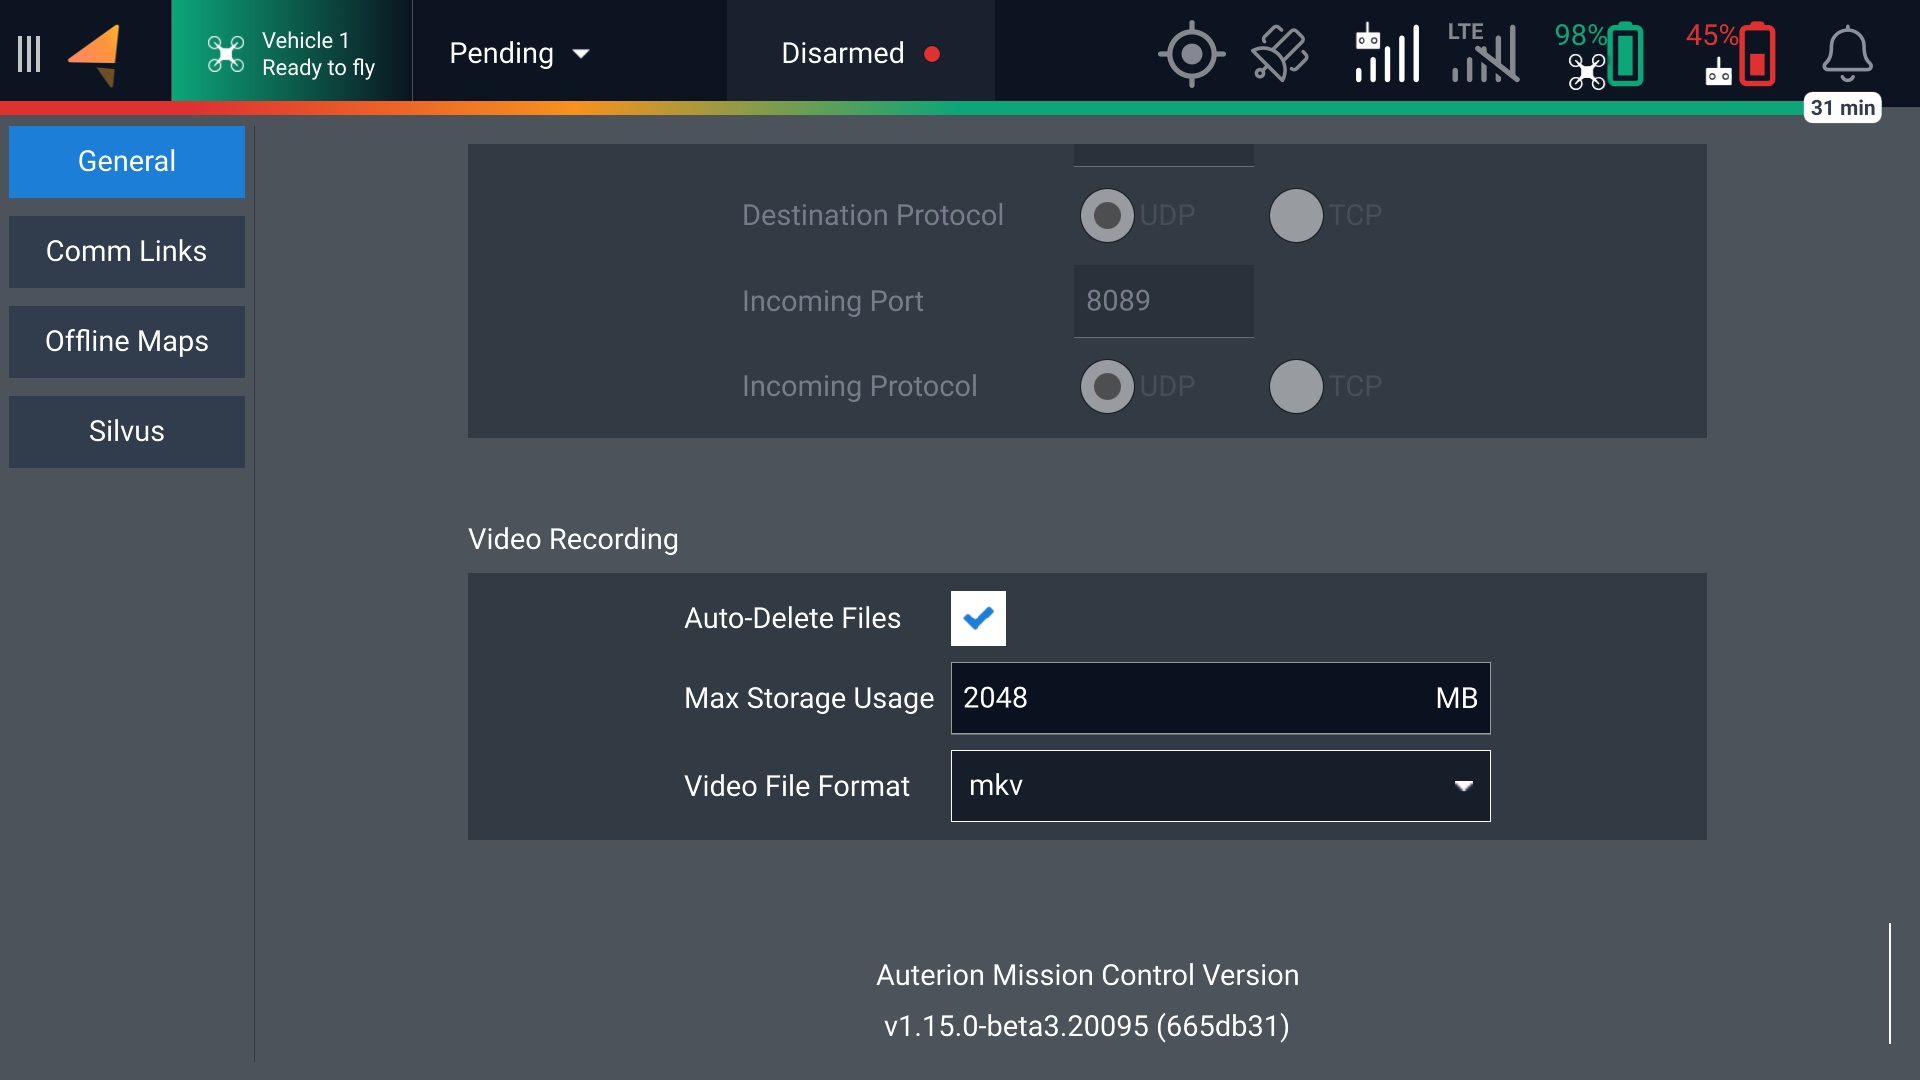 Vehicle 1
Ready to fly
Pending
Disarmed
LTE
98%
45%
31 min
General
Comm Links
Offline Maps
Silvus
Destination Protocol UDP TCP
Incoming Port 8089
Incoming Protocol UDP TCP
Video Recording
Auto-Delete Files
Max Storage Usage 2048 MB
Video File Format mkv
Auterion Mission Control Version
v1.15.0-beta3.20095 (665db31)